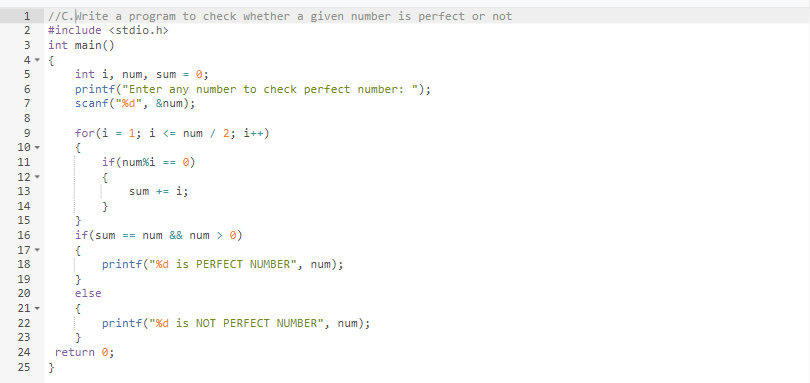 1 //C.Write a program to check whether a given number is perfect or not
2 #include <stdio.h>
3 int main()
4 {
5     int i, num, sum = 0;
6     printf("Enter any number to check perfect number: ");
7     scanf("%d", &num);
8
9     for(i = 1; i <= num / 2; i++)
10     {
11         if(num%i == 0)
12         {
13             sum += i;
14         }
15     }
16     if(sum == num && num > 0)
17     {
18         printf("%d is PERFECT NUMBER", num);
19     }
20     else
21     {
22         printf("%d is NOT PERFECT NUMBER", num);
23     }
24  return 0;
25 }